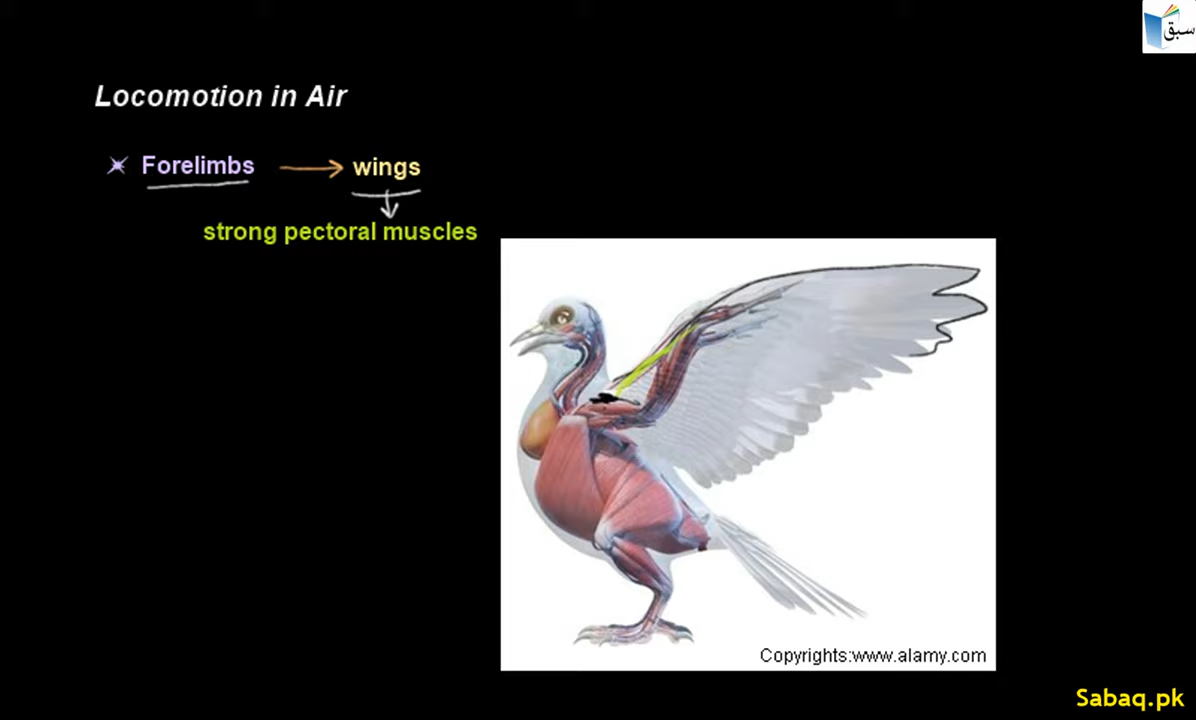 سبق
Locomotion in Air
Forelimbs → wings
strong pectoral muscles
Copyrights:www.alamy.com
Sabaq.pk